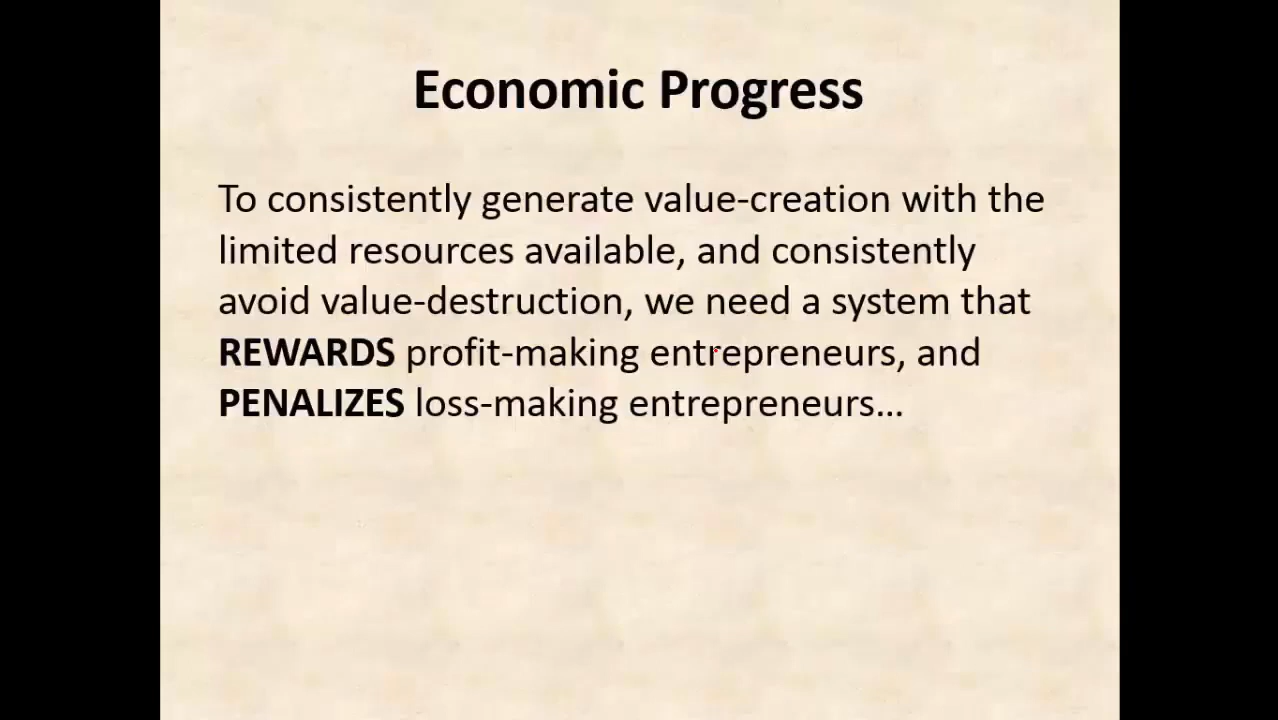 Economic Progress
To consistently generate value-creation with the
limited resources available, and consistently
avoid value-destruction, we need a system that
REWARDS profit-making entrepreneurs, and
PENALIZES loss-making entrepreneurs…